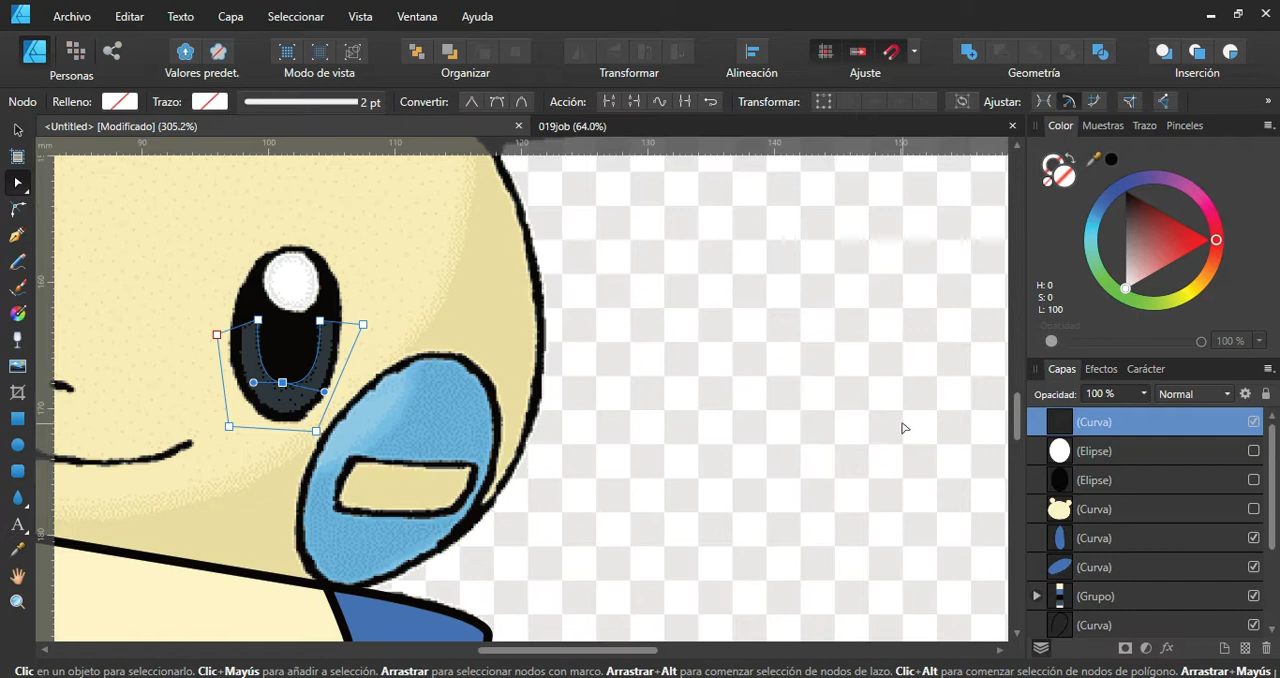 Archivo Editar Texto Capa Seleccionar Vista Ventana Ayuda
Personas Valores predet. Modo de vista Organizar Transformar Alineación Ajuste Geometría Inserción
Nodo Relleno: Trazo: 2 pt Convertir: Acción: Transformar: Ajustar: »
<Untitled> [Modificado] (305.2%) 019job (64.0%) Color Muestras Trazo Pinceles
mm 90 100 110 120 130 140 150
160
170
180
H: 0
S: 0
L: 100
Opacidad
100 %
Capas Efectos Carácter
Opacidad: 100 % Normal
(Curva)
(Elipse)
(Elipse)
(Curva)
(Curva)
(Curva)
(Grupo)
(Curva)
Clic en un objeto para seleccionarlo. Clic+Mayús para añadir a selección. Arrastrar para seleccionar nodos con marco. Arrastrar+Alt para comenzar selección de nodos de lazo. Clic+Alt para comenzar selección de nodos de polígono. Arrastrar+Mayús